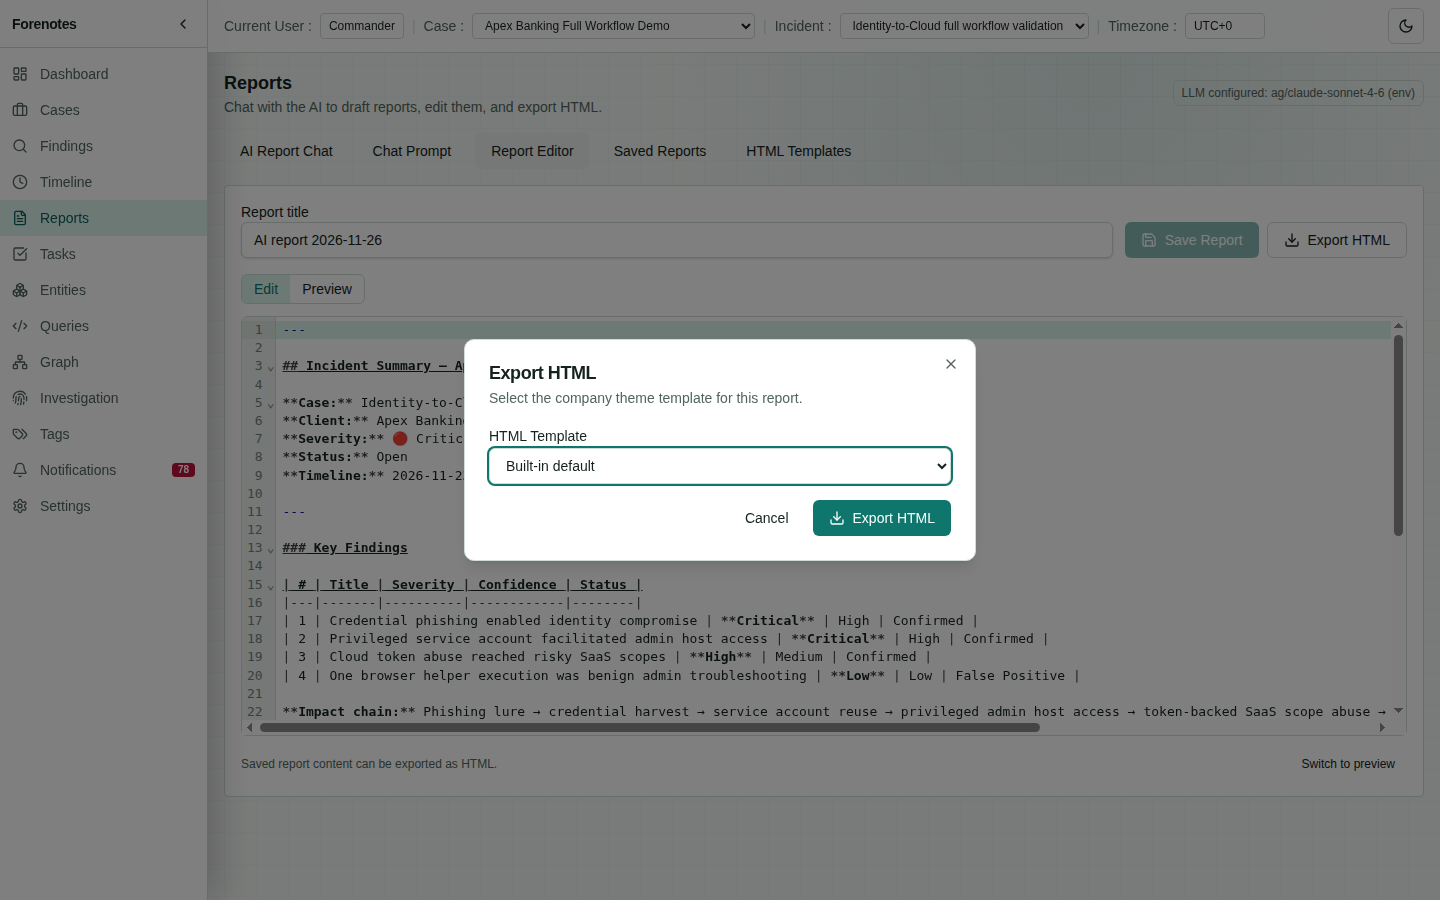 Forenotes
Current User : Commander | Case : Apex Banking Full Workflow Demo | Incident : Identity-to-Cloud full workflow validation | Timezone : UTC+0
Dashboard
Cases
Findings
Timeline
Reports
Tasks
Entities
Queries
Graph
Investigation
Tags
Notifications 78
Settings
Reports
Chat with the AI to draft reports, edit them, and export HTML.
LLM configured: ag/claude-sonnet-4-6 (env)
AI Report Chat
Chat Prompt
Report Editor
Saved Reports
HTML Templates
Report title
AI report 2026-11-26
Save Report
Export HTML
Edit
Preview
1 ---
2
3 ## Incident Summary —
4
5 **Case:** Identity-to-
6 **Client:** Apex Bankin
7 **Severity:** 🔴 Critic
8 **Status:** Open
9 **Timeline:** 2026-11-2
10
11 ---
12
13 ### Key Findings
14
15 | # | Title | Severity | Confidence | Status |
16 |---|-------|----------|------------|--------|
17 | 1 | Credential phishing enabled identity compromise | **Critical** | High | Confirmed |
18 | 2 | Privileged service account facilitated admin host access | **Critical** | High | Confirmed |
19 | 3 | Cloud token abuse reached risky SaaS scopes | **High** | Medium | Confirmed |
20 | 4 | One browser helper execution was benign admin troubleshooting | **Low** | Low | False Positive |
21
22 **Impact chain:** Phishing lure → credential harvest → service account reuse → privileged admin host access → token-backed SaaS scope abuse →
Export HTML
Select the company theme template for this report.
HTML Template
Built-in default
Cancel
Export HTML
Saved report content can be exported as HTML.
Switch to preview